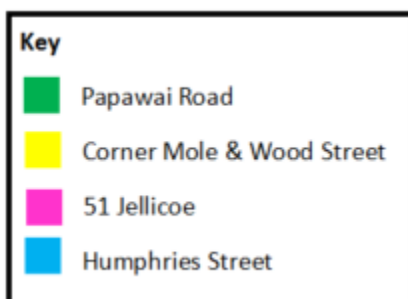 Key
Papawai Road
Corner Mole & Wood Street
51 Jellicoe
Humphries Street